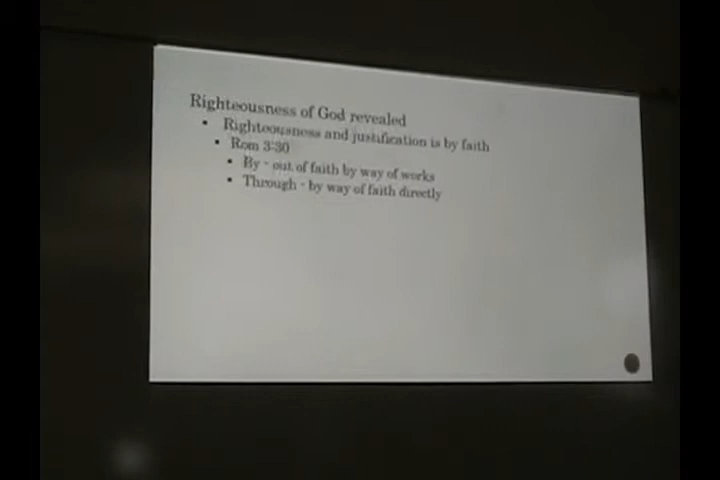 Righteousness of God revealed
▪ Righteousness and justification is by faith
▪ Rom 3:30
▪ By - out of faith by way of works
▪ Through - by way of faith directly